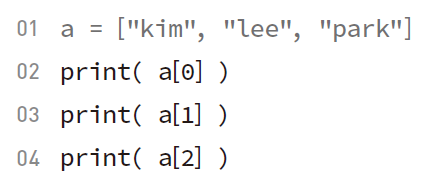 01 a = ["kim", "lee", "park"]
02 print( a[0] )
03 print( a[1] )
04 print( a[2] )